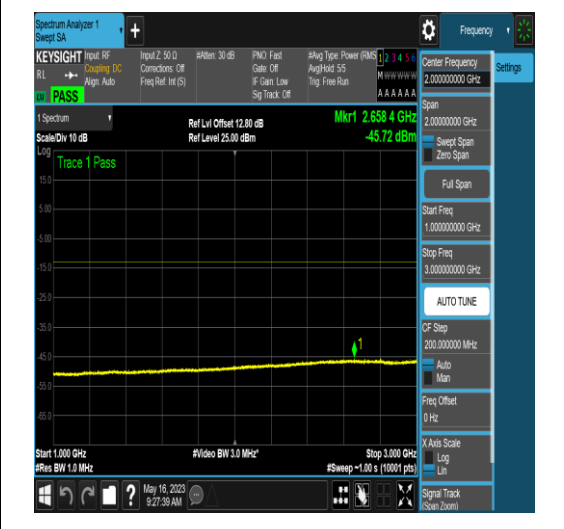 Spectrum Analyzer 1
Swept SA
+
Frequency
KEYSIGHT
RL
PASS
Input: RF
Coupling: DC
Align: Auto
Input Z: 50 Ω
Corrections: Off
Freq Ref: Int (S)
#Atten: 30 dB
PNO: Fast
Gate: Off
IF Gain: Low
Sig Track: Off
#Avg Type: Power (RMS
Avg|Hold: 5/5
Trig: Free Run
1 2 3 4 5 6
M W W W W W
A A A A A A
Settings
1 Spectrum
Scale/Div 10 dB
Ref Lvl Offset 12.80 dB
Ref Level 25.00 dBm
Mkr1 2.658 4 GHz
-45.72 dBm
Log
Trace 1 Pass
15.0
5.00
-5.00
-15.0
-25.0
-35.0
-45.0
-55.0
-65.0
1
Start 1.000 GHz
#Res BW 1.0 MHz
#Video BW 3.0 MHz*
Stop 3.000 GHz
#Sweep ~1.00 s (10001 pts)
Center Frequency
2.000000000 GHz
Span
2.00000000 GHz
Swept Span
Zero Span
Full Span
Start Freq
1.000000000 GHz
Stop Freq
3.000000000 GHz
AUTO TUNE
CF Step
200.000000 MHz
Auto
Man
Freq Offset
0 Hz
X Axis Scale
Log
Lin
Signal Track
(Span Zoom)
?
May 16, 2023
9:27:39 AM